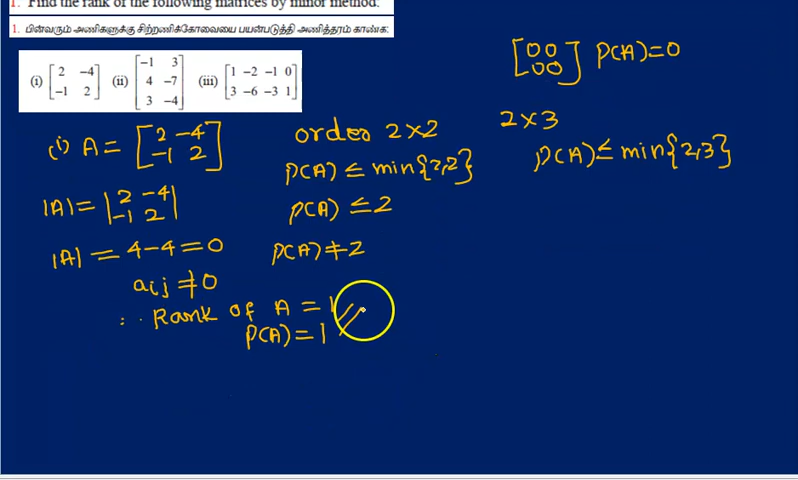 1. Find the rank of the following matrices by minor method:
1. பின்வரும் அணிகளுக்கு சிற்றணிக்கோவையை பயன்படுத்தி அணித்தரம் காண்க:
(i) [2 -4; -1 2] (ii) [-1 3; 4 -7; 3 -4] (iii) [1 -2 -1 0; 3 -6 -3 1]
[0 0; 0 0] ρ(A)=0
(i) A = [2 -4; -1 2] order 2×2
2×3
ρ(A) ≤ min{2,2}
ρ(A) ≤ min{2,3}
|A| = |2 -4; -1 2| ρ(A) ≤ 2
|A| = 4-4 = 0 ρ(A) ≠ 2
aij ≠ 0
∴ Rank of A = 1
ρ(A) = 1